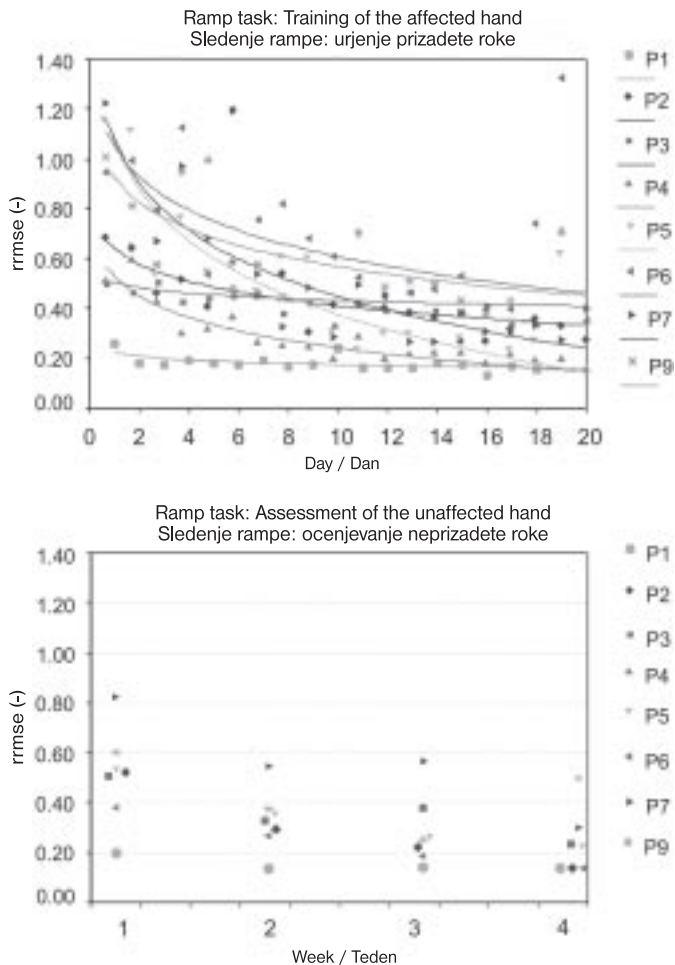 Ramp task: Training of the affected hand
Sledenje rampe: urjenje prizadete roke
1.40
1.20
1.00
0.80
0.60
0.40
0.20
0.00
rrmse (-)
0 2 4 6 8 10 12 14 16 18 20
Day / Dan
P1
P2
P3
P4
P5
P6
P7
P9
Ramp task: Assessment of the unaffected hand
Sledenje rampe: ocenjevanje neprizadete roke
1.40
1.20
1.00
0.80
0.60
0.40
0.20
0.00
rrmse (-)
1 2 3 4
Week / Teden
P1
P2
P3
P4
P5
P6
P7
P9